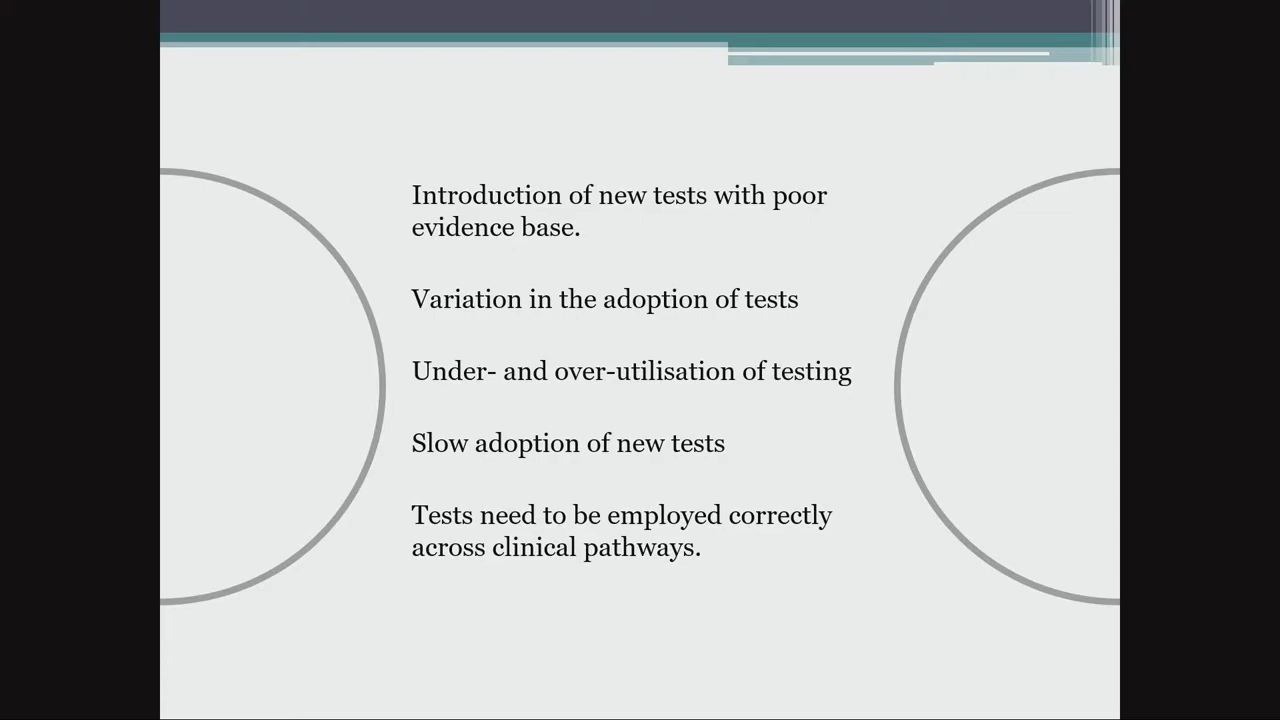 Introduction of new tests with poor
evidence base.
Variation in the adoption of tests
Under- and over-utilisation of testing
Slow adoption of new tests
Tests need to be employed correctly
across clinical pathways.